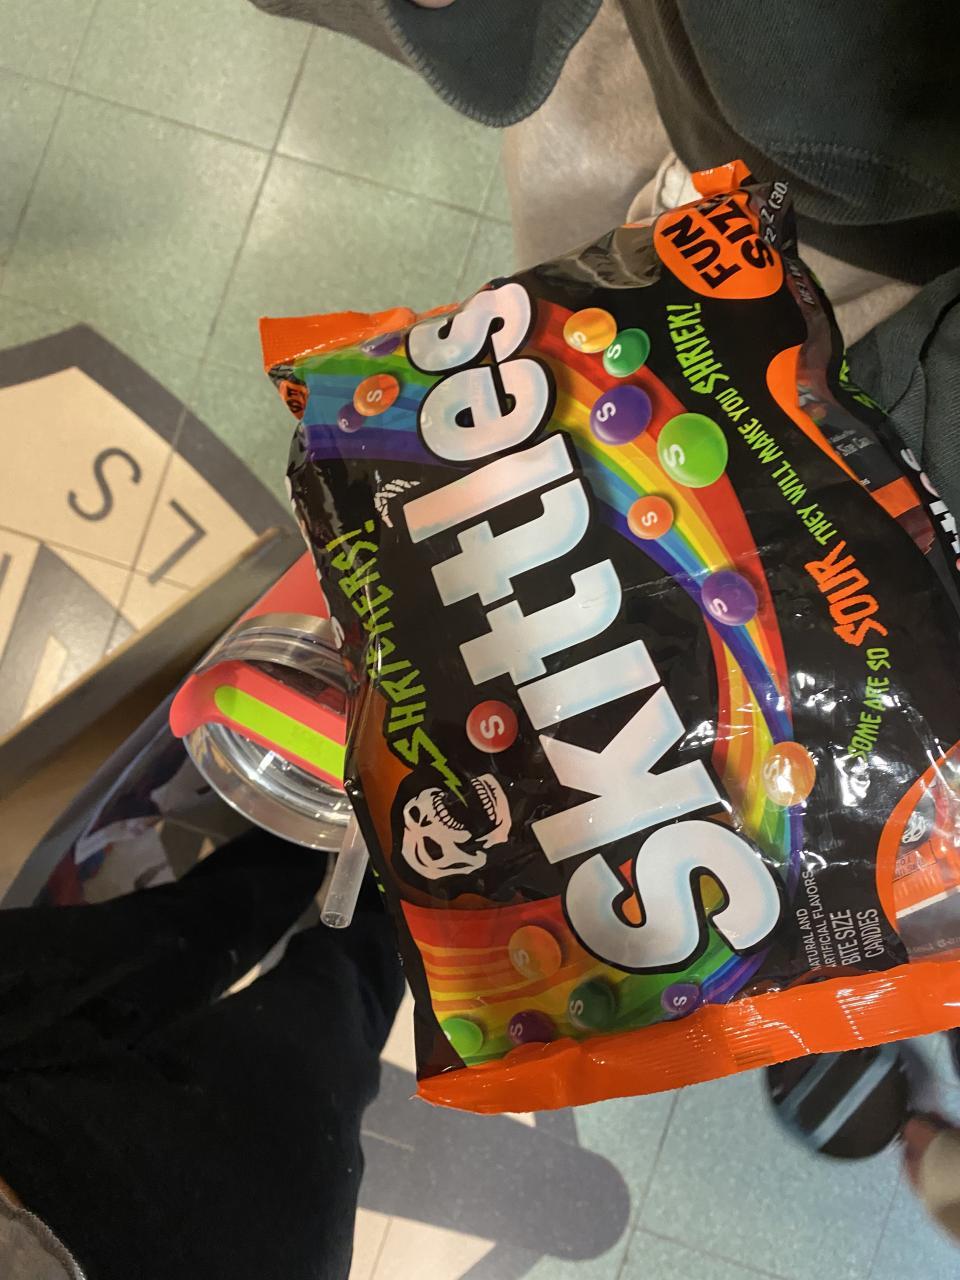 FUN
SIZE
Skittles
SHRIEKERS!
SOME ARE SO SOUR THEY WILL MAKE YOU SHRIEK!
NATURAL AND
ARTIFICIAL FLAVORS
BITE SIZE
CANDIES
S
L